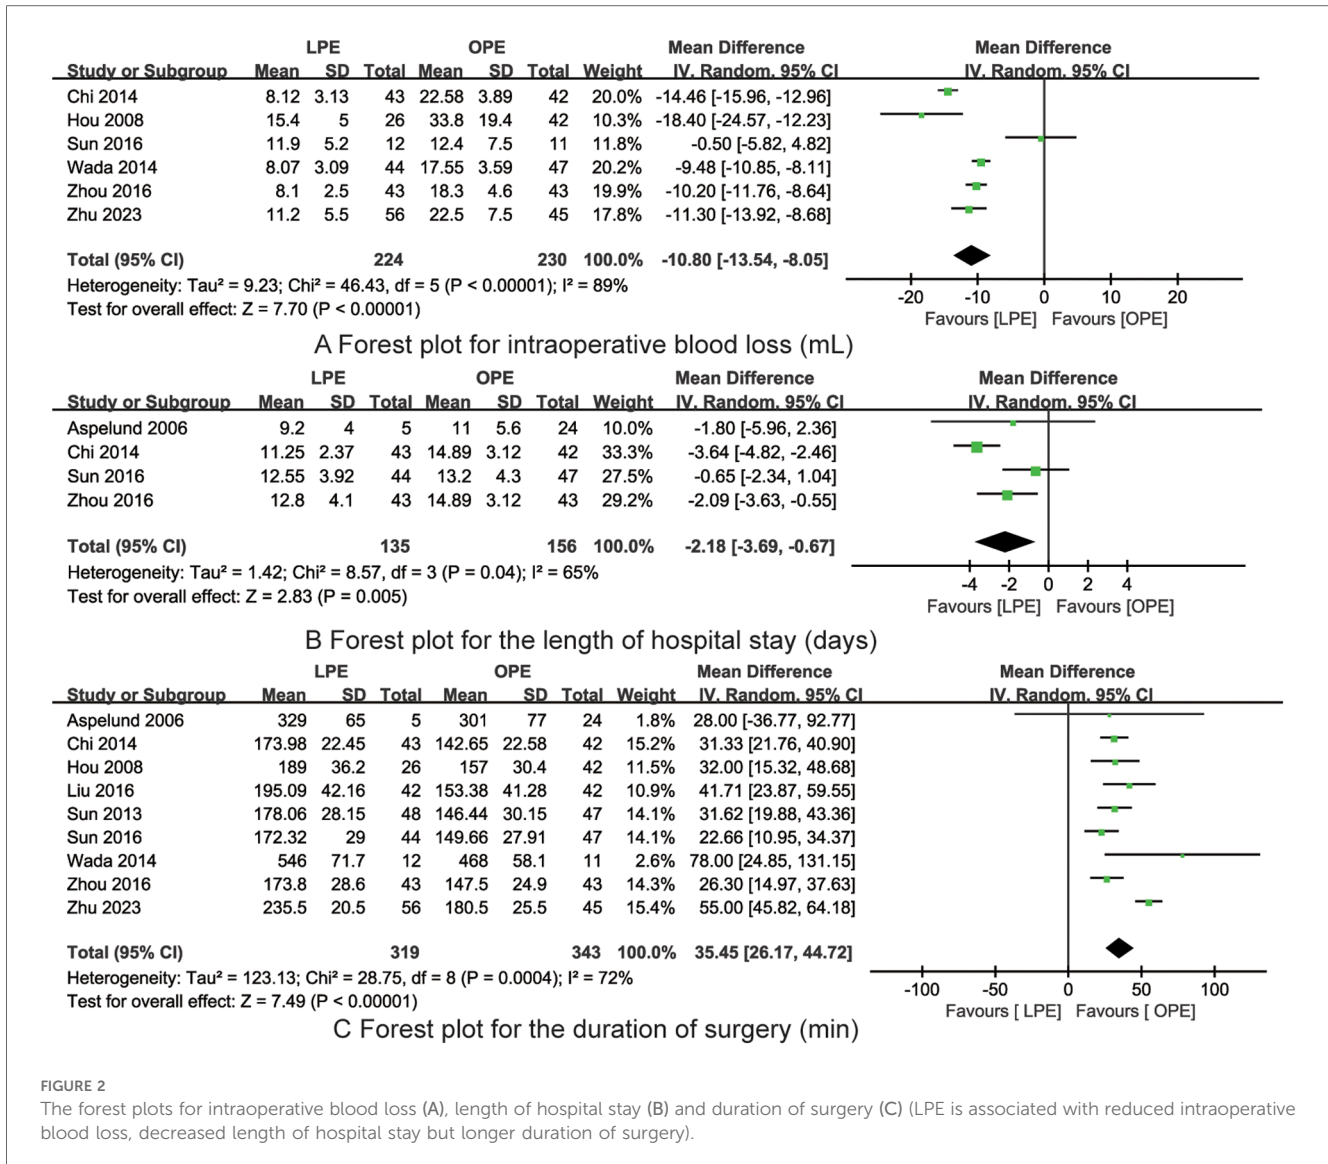 LPE OPE Mean Difference Mean Difference
Study or Subgroup Mean SD Total Mean SD Total Weight IV. Random. 95% CI IV. Random. 95% CI
Chi 2014 8.12 3.13 43 22.58 3.89 42 20.0% -14.46 [-15.96, -12.96]
Hou 2008 15.4 5 26 33.8 19.4 42 10.3% -18.40 [-24.57, -12.23]
Sun 2016 11.9 5.2 12 12.4 7.5 11 11.8% -0.50 [-5.82, 4.82]
Wada 2014 8.07 3.09 44 17.55 3.59 47 20.2% -9.48 [-10.85, -8.11]
Zhou 2016 8.1 2.5 43 18.3 4.6 43 19.9% -10.20 [-11.76, -8.64]
Zhu 2023 11.2 5.5 56 22.5 7.5 45 17.8% -11.30 [-13.92, -8.68]
Total (95% CI) 224 230 100.0% -10.80 [-13.54, -8.05]
Heterogeneity: Tau² = 9.23; Chi² = 46.43, df = 5 (P < 0.00001); I² = 89%
Test for overall effect: Z = 7.70 (P < 0.00001)
-20 -10 0 10 20
Favours [LPE] Favours [OPE]
A Forest plot for intraoperative blood loss (mL)
LPE OPE Mean Difference Mean Difference
Study or Subgroup Mean SD Total Mean SD Total Weight IV. Random. 95% CI IV. Random. 95% CI
Aspelund 2006 9.2 4 5 11 5.6 24 10.0% -1.80 [-5.96, 2.36]
Chi 2014 11.25 2.37 43 14.89 3.12 42 33.3% -3.64 [-4.82, -2.46]
Sun 2016 12.55 3.92 44 13.2 4.3 47 27.5% -0.65 [-2.34, 1.04]
Zhou 2016 12.8 4.1 43 14.89 3.12 43 29.2% -2.09 [-3.63, -0.55]
Total (95% CI) 135 156 100.0% -2.18 [-3.69, -0.67]
Heterogeneity: Tau² = 1.42; Chi² = 8.57, df = 3 (P = 0.04); I² = 65%
Test for overall effect: Z = 2.83 (P = 0.005)
-4 -2 0 2 4
Favours [LPE] Favours [OPE]
B Forest plot for the length of hospital stay (days)
LPE OPE Mean Difference Mean Difference
Study or Subgroup Mean SD Total Mean SD Total Weight IV. Random. 95% CI IV. Random. 95% CI
Aspelund 2006 329 65 5 301 77 24 1.8% 28.00 [-36.77, 92.77]
Chi 2014 173.98 22.45 43 142.65 22.58 42 15.2% 31.33 [21.76, 40.90]
Hou 2008 189 36.2 26 157 30.4 42 11.5% 32.00 [15.32, 48.68]
Liu 2016 195.09 42.16 42 153.38 41.28 42 10.9% 41.71 [23.87, 59.55]
Sun 2013 178.06 28.15 48 146.44 30.15 47 14.1% 31.62 [19.88, 43.36]
Sun 2016 172.32 29 44 149.66 27.91 47 14.1% 22.66 [10.95, 34.37]
Wada 2014 546 71.7 12 468 58.1 11 2.6% 78.00 [24.85, 131.15]
Zhou 2016 173.8 28.6 43 147.5 24.9 43 14.3% 26.30 [14.97, 37.63]
Zhu 2023 235.5 20.5 56 180.5 25.5 45 15.4% 55.00 [45.82, 64.18]
Total (95% CI) 319 343 100.0% 35.45 [26.17, 44.72]
Heterogeneity: Tau² = 123.13; Chi² = 28.75, df = 8 (P = 0.0004); I² = 72%
Test for overall effect: Z = 7.49 (P < 0.00001)
-100 -50 0 50 100
Favours [ LPE] Favours [ OPE]
C Forest plot for the duration of surgery (min)
FIGURE 2
The forest plots for intraoperative blood loss (A), length of hospital stay (B) and duration of surgery (C) (LPE is associated with reduced intraoperative
blood loss, decreased length of hospital stay but longer duration of surgery).